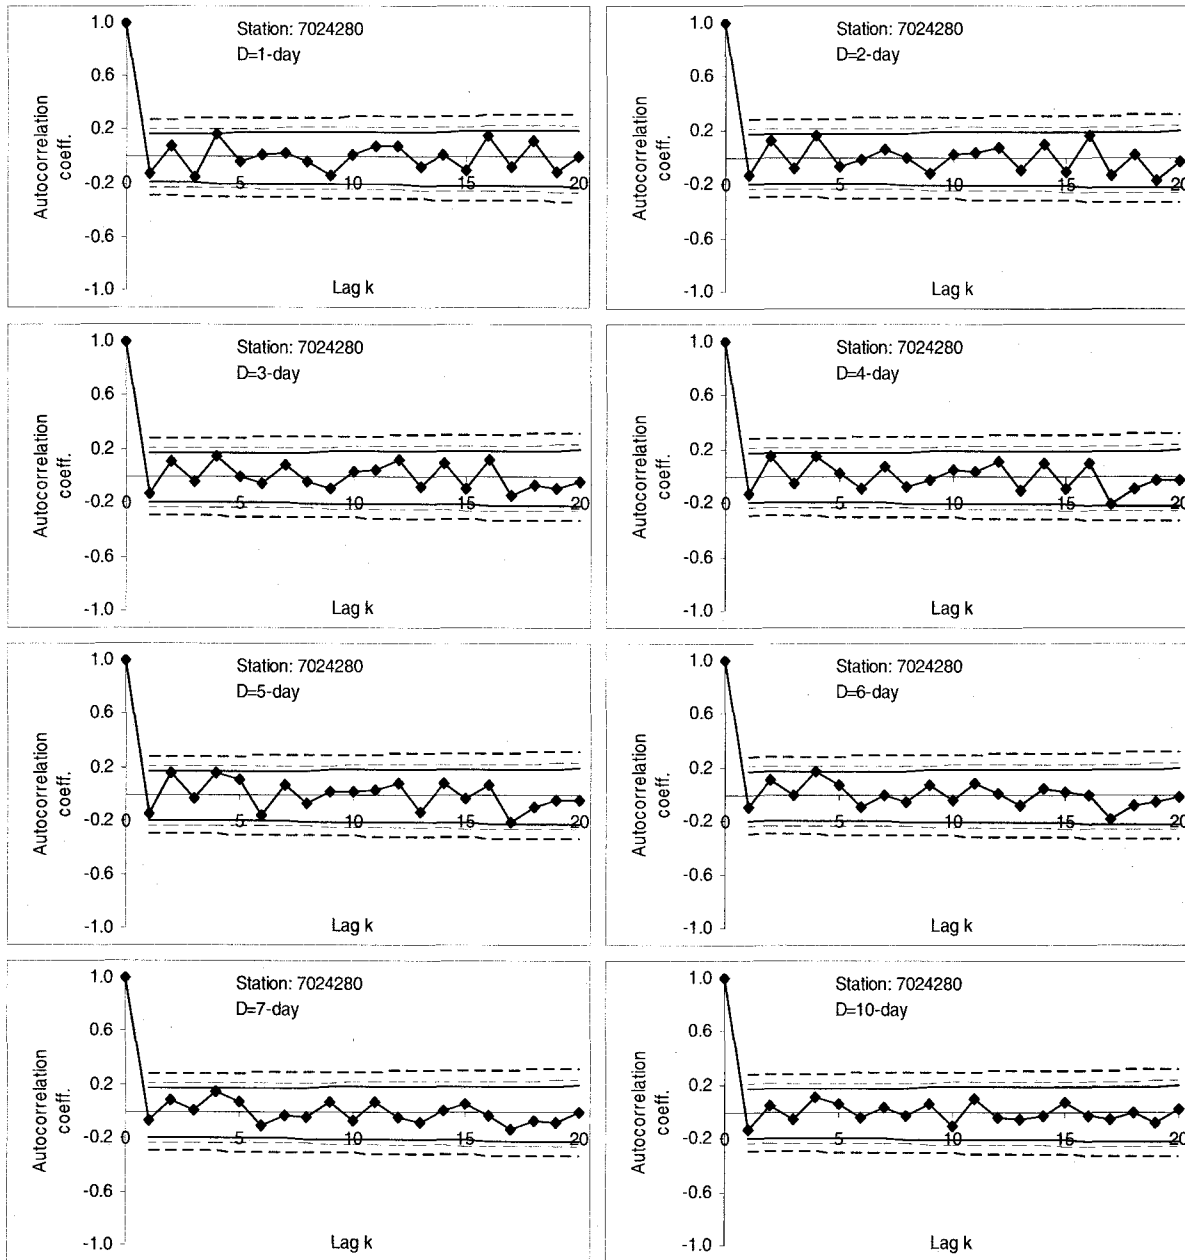 Station: 7024280
D=1-day
Autocorrelation
coeff.
1.0
0.6
0.2
-0.2
-0.6
-1.0
0
5
10
15
20
Lag k
Station: 7024280
D=2-day
Autocorrelation
coeff.
1.0
0.6
0.2
-0.2
-0.6
-1.0
0
5
10
15
20
Lag k
Station: 7024280
D=3-day
Autocorrelation
coeff.
1.0
0.6
0.2
-0.2
-0.6
-1.0
0
5
10
15
20
Lag k
Station: 7024280
D=4-day
Autocorrelation
coeff.
1.0
0.6
0.2
-0.2
-0.6
-1.0
0
5
10
15
20
Lag k
Station: 7024280
D=5-day
Autocorrelation
coeff.
1.0
0.6
0.2
-0.2
-0.6
-1.0
0
5
10
15
20
Lag k
Station: 7024280
D=6-day
Autocorrelation
coeff.
1.0
0.6
0.2
-0.2
-0.6
-1.0
0
5
10
15
20
Lag k
Station: 7024280
D=7-day
Autocorrelation
coeff.
1.0
0.6
0.2
-0.2
-0.6
-1.0
0
5
10
15
20
Lag k
Station: 7024280
D=10-day
Autocorrelation
coeff.
1.0
0.6
0.2
-0.2
-0.6
-1.0
0
5
10
15
20
Lag k